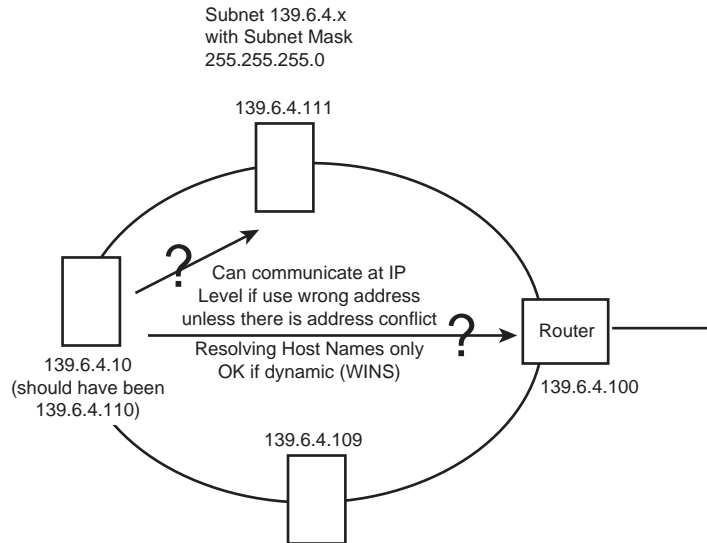 Subnet 139.6.4.x
with Subnet Mask
255.255.255.0
139.6.4.111
?
Can communicate at IP
Level if use wrong address
unless there is address conflict
?
Resolving Host Names only
OK if dynamic (WINS)
Router
139.6.4.10
(should have been
139.6.4.110)
139.6.4.100
139.6.4.109